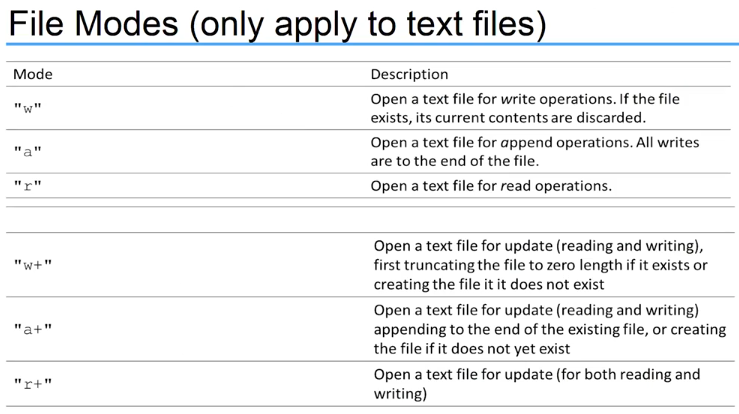 File Modes (only apply to text files)
Mode Description
"w" Open a text file for write operations. If the file
exists, its current contents are discarded.
"a" Open a text file for append operations. All writes
are to the end of the file.
"r" Open a text file for read operations.
"w+" Open a text file for update (reading and writing),
first truncating the file to zero length if it exists or
creating the file it it does not exist
"a+" Open a text file for update (reading and writing)
appending to the end of the existing file, or creating
the file if it does not yet exist
"r+" Open a text file for update (for both reading and
writing)